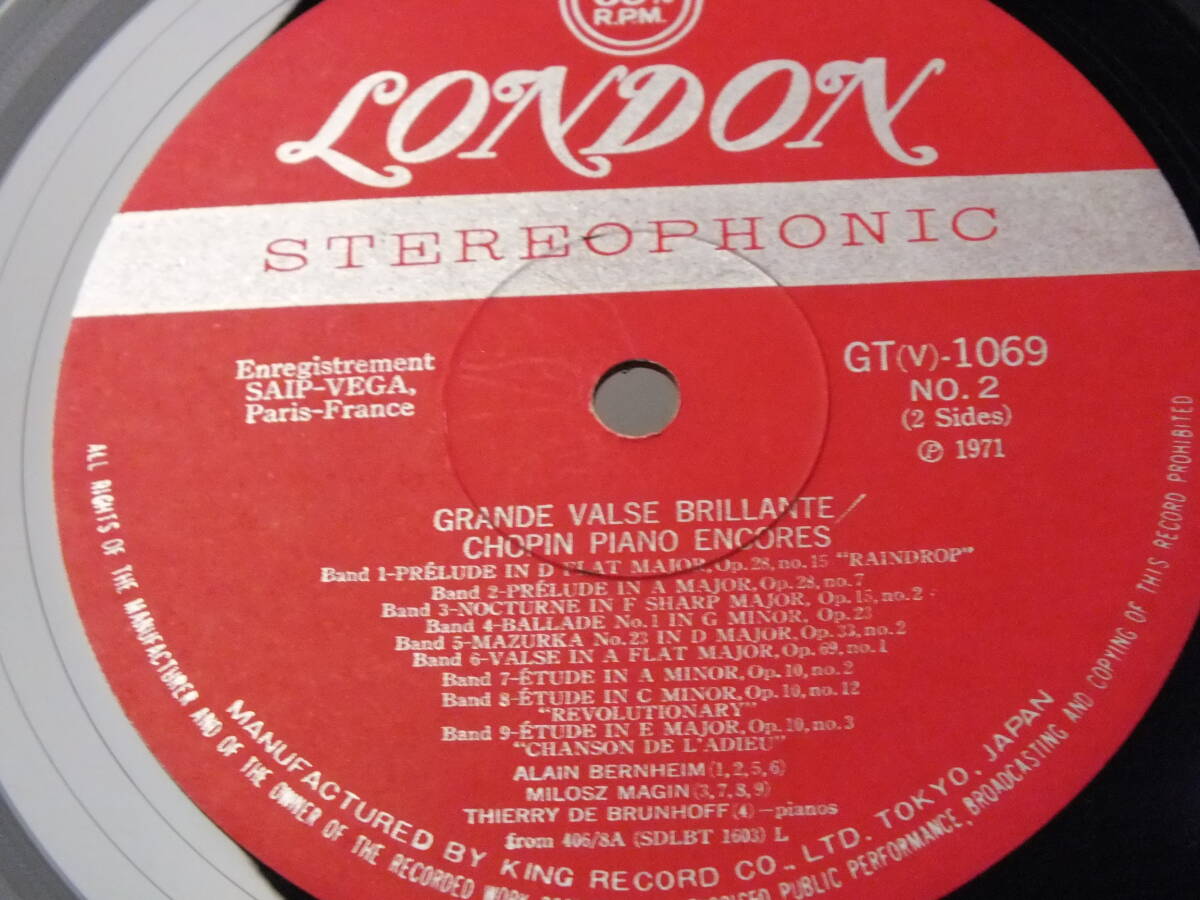 R.P.M.
LONDON
STEREOPHONIC
Enregistrement
SAIP-VEGA,
Paris-France
GT(V)-1069
NO. 2
(2 Sides)
Ⓟ 1971
GRANDE VALSE BRILLANTE/
CHOPIN PIANO ENCORES
Band 1-PRÉLUDE IN D FLAT MAJOR, Op. 28, no. 15 "RAINDROP"
Band 2-PRÉLUDE IN A MAJOR, Op. 28, no. 7
Band 3-NOCTURNE IN F SHARP MAJOR, Op. 15, no. 2
Band 4-BALLADE No. 1 IN G MINOR, Op. 23
Band 5-MAZURKA No. 23 IN D MAJOR, Op. 33, no. 2
Band 6-VALSE IN A FLAT MAJOR, Op. 69, no. 1
Band 7-ÉTUDE IN A MINOR, Op. 10, no. 2
Band 8-ÉTUDE IN C MINOR, Op. 10, no. 12
"REVOLUTIONARY"
Band 9-ÉTUDE IN E MAJOR, Op. 10, no. 3
"CHANSON DE L'ADIEU"
ALAIN BERNHEIM (1, 2, 5, 6)
MILOSZ MAGIN (3, 7, 8, 9)
THIERRY DE BRUNHOFF (4) —pianos
from 406/8A (SDLBT 1603) L
MANUFACTURED BY KING RECORD CO., LTD. TOKYO, JAPAN
ALL RIGHTS OF THE MANUFACTURER AND OF THE OWNER OF THE RECORDED WORK PUBLIC PERFORMANCE, BROADCASTING AND COPYING OF THIS RECORD PROHIBITED